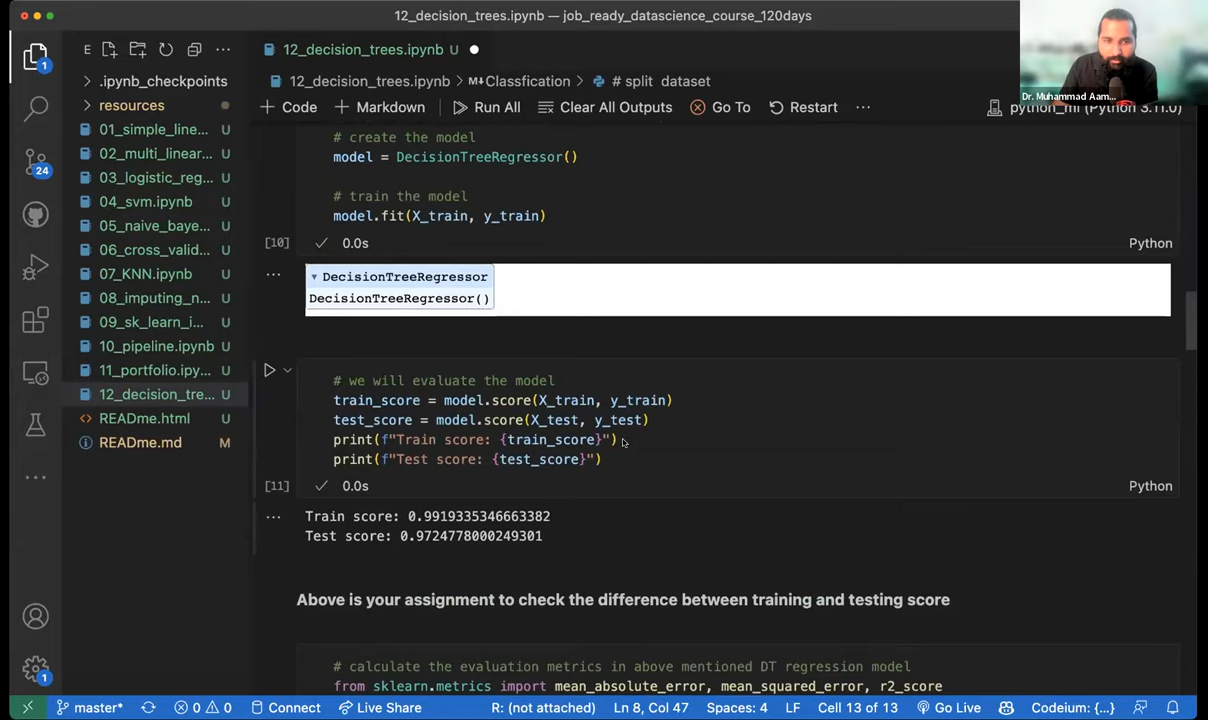 12_decision_trees.ipynb — job_ready_datascience_course_120days
E
12_decision_trees.ipynb U
.ipynb_checkpoints
12_decision_trees.ipynb > M↓Classfication > # split dataset
resources
+ Code + Markdown Run All Clear All Outputs Go To Restart ...
Dr. Muhammad Aam...
python_ml (Python 3.11.0)
01_simple_line... U
02_multi_linear... U
03_logistic_reg... U
04_svm.ipynb U
05_naive_baye... U
06_cross_valid... U
07_KNN.ipynb U
08_imputing_n... U
09_sk_learn_i... U
10_pipeline.ipynb U
11_portfolio.ipy... U
12_decision_tre... U
READme.html U
READme.md M
1
24
1
# create the model
model = DecisionTreeRegressor()
# train the model
model.fit(X_train, y_train)
[10] 0.0s Python
DecisionTreeRegressor
DecisionTreeRegressor()
# we will evaluate the model
train_score = model.score(X_train, y_train)
test_score = model.score(X_test, y_test)
print(f"Train score: {train_score}")
print(f"Test score: {test_score}")
[11] 0.0s Python
Train score: 0.9919335346663382
Test score: 0.9724778000249301
Above is your assignment to check the difference between training and testing score
# calculate the evaluation metrics in above mentioned DT regression model
from sklearn.metrics import mean_absolute_error, mean_squared_error, r2_score
master* 0 0 Connect Live Share R: (not attached) Ln 8, Col 47 Spaces: 4 LF Cell 13 of 13 Go Live Codeium: {...}